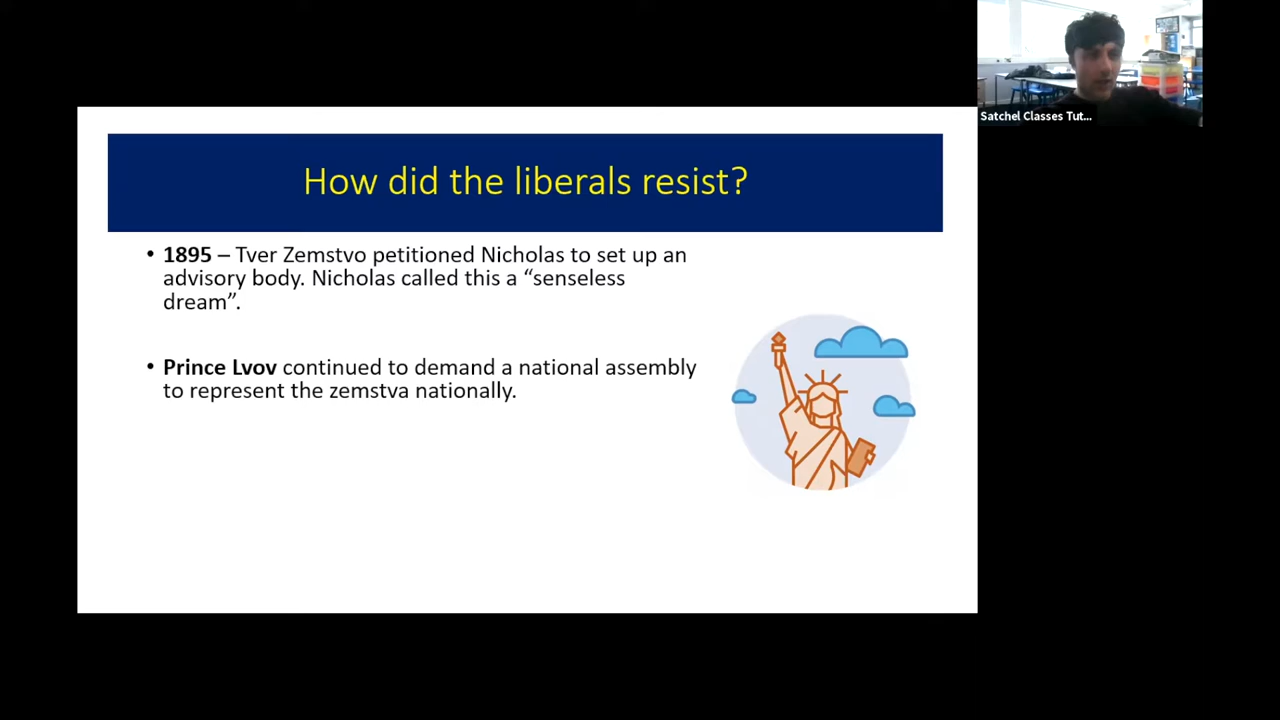 Satchel Classes Tut...
How did the liberals resist?
• 1895 – Tver Zemstvo petitioned Nicholas to set up an
advisory body. Nicholas called this a “senseless
dream”.
• Prince Lvov continued to demand a national assembly
to represent the zemstva nationally.